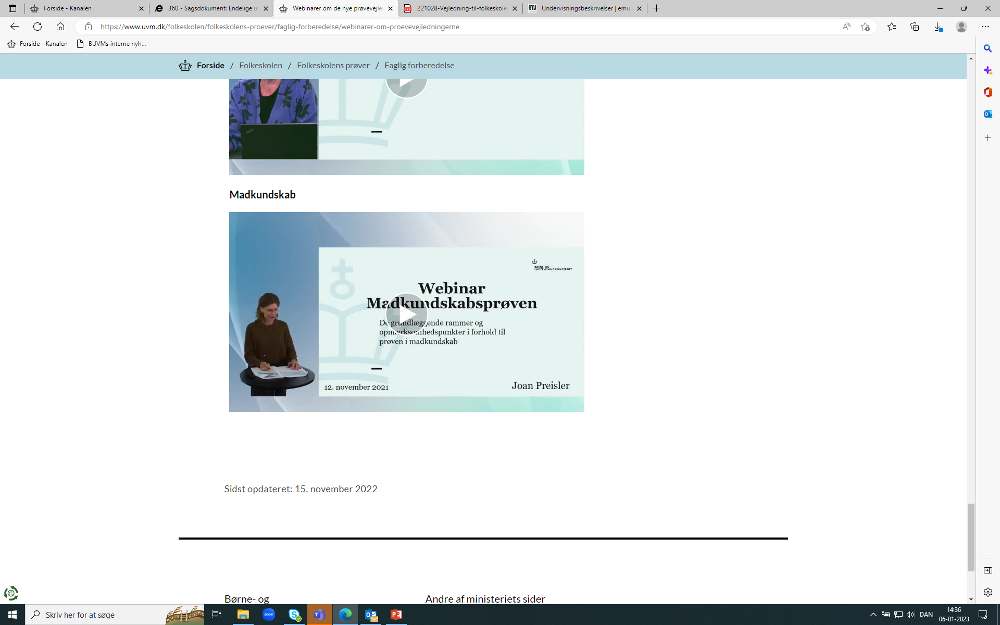 Forside - Kanalen
360 - Sagsdokument: Endelige
Webinarer om de nye prøvevejle
221028-Vejledning-til-folkeskole
emu
Undervisningsbeskrivelser | emu
https://www.uvm.dk/folkeskolen/folkeskolens-proever/faglig-forberedelse/webinarer-om-proevevejledningerne
Forside - Kanalen
BUVMs interne nyh...
Forside / Folkeskolen / Folkeskolens prøver / Faglig forberedelse
Madkundskab
BØRNE- OG
UNDERVISNINGSMINISTERIET
Webinar
Madkundskabsprøven
De grundlæggende rammer og
opmærksomhedspunkter i forhold til
prøven i madkundskab
12. november 2021
Joan Preisler
Sidst opdateret: 15. november 2022
Børne- og
Andre af ministeriets sider
Skriv her for at søge
zoom
DAN
14:36
06-01-2023